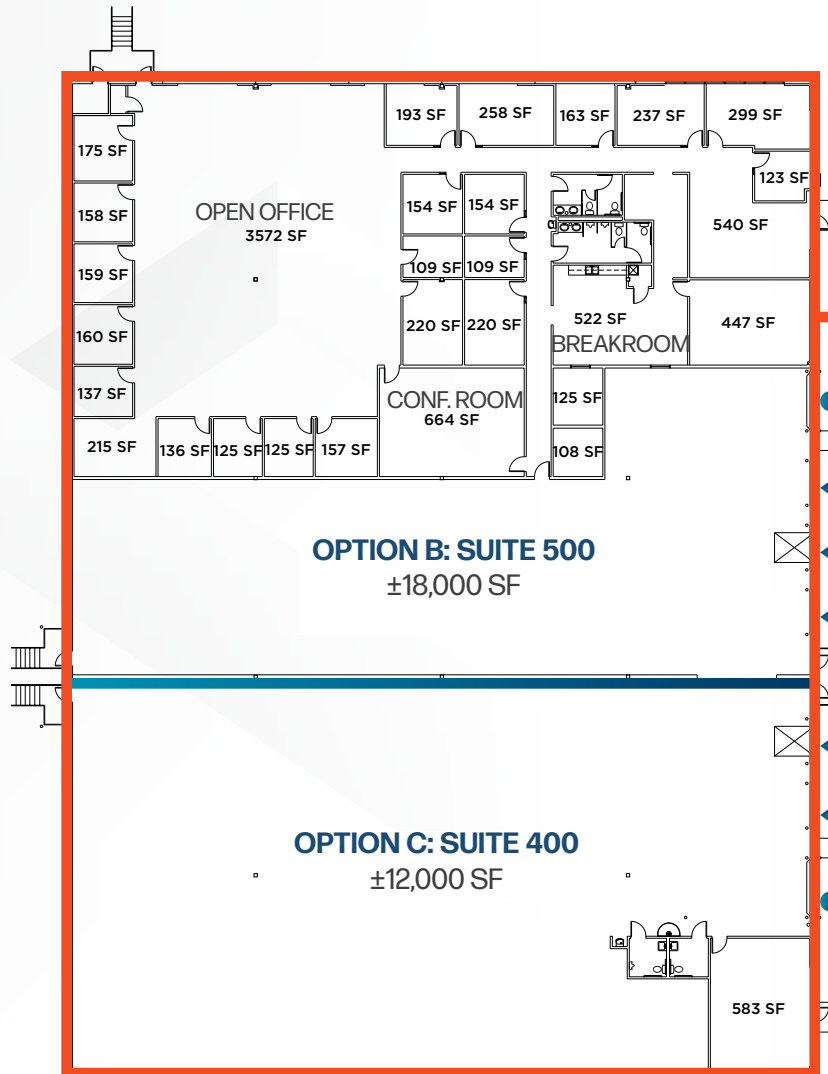 193 SF
258 SF
163 SF
237 SF
299 SF
175 SF
123 SF
158 SF
OPEN OFFICE
3572 SF
154 SF
154 SF
540 SF
159 SF
109 SF
109 SF
160 SF
220 SF
220 SF
522 SF
BREAKROOM
447 SF
137 SF
CONF. ROOM
664 SF
125 SF
215 SF
136 SF
125 SF
125 SF
157 SF
108 SF
OPTION B: SUITE 500
±18,000 SF
OPTION C: SUITE 400
±12,000 SF
583 SF